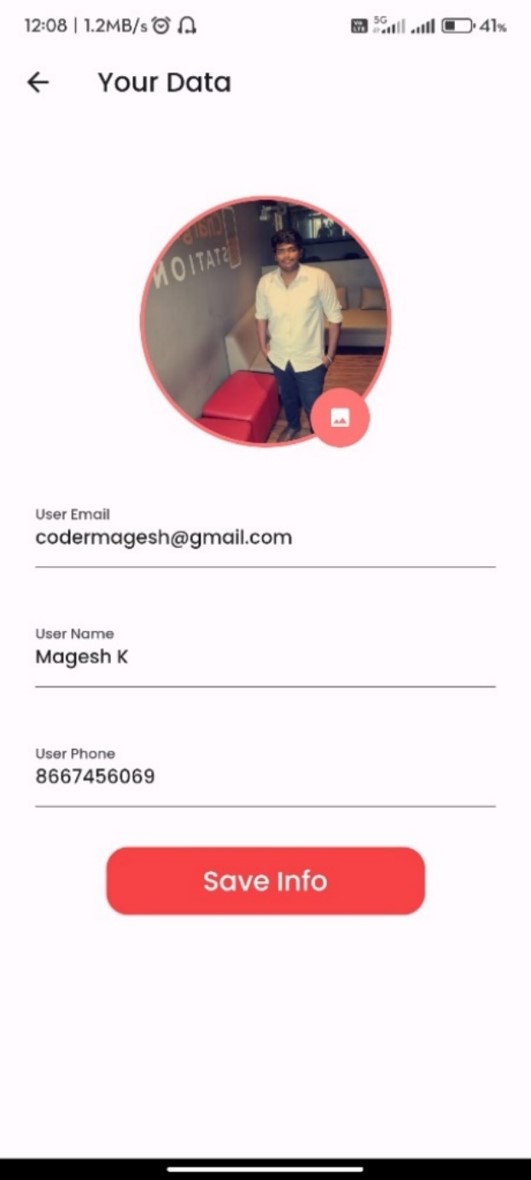 12:08 | 1.2MB/s
5G
41%
Your Data
STATION
User Email
codermagesh@gmail.com
User Name
Magesh K
User Phone
8667456069
Save Info